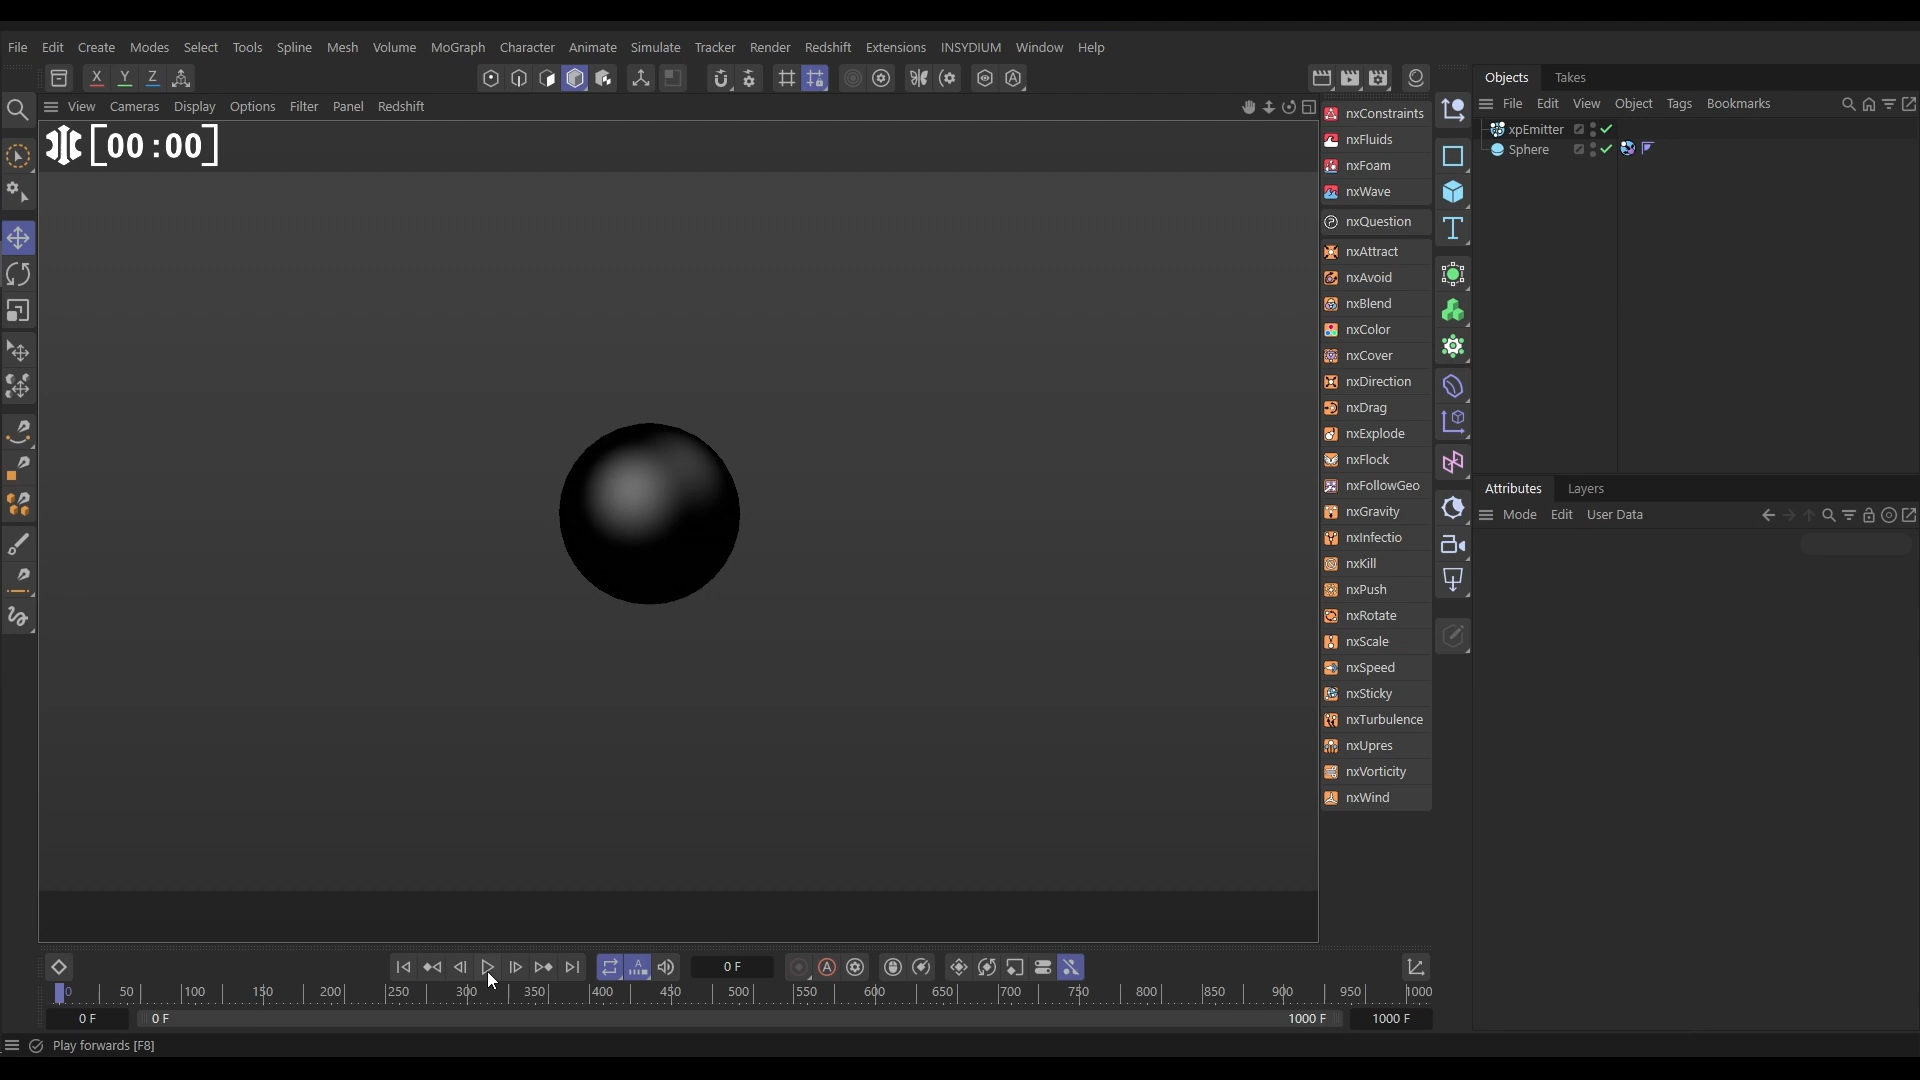 File Edit Create Modes Select Tools Spline Mesh Volume MoGraph Character Animate Simulate Tracker Render Redshift Extensions INSYDIUM Window Help
X Y Z
View Cameras Display Options Filter Panel Redshift
[00:00]
nxConstraints
nxFluids
nxFoam
nxWave
nxQuestion
nxAttract
nxAvoid
nxBlend
nxColor
nxCover
nxDirection
nxDrag
nxExplode
nxFlock
nxFollowGeo
nxGravity
nxInfectio
nxKill
nxPush
nxRotate
nxScale
nxSpeed
nxSticky
nxTurbulence
nxUpres
nxVorticity
nxWind
Objects Takes
File Edit View Object Tags Bookmarks
xpEmitter
Sphere
Attributes Layers
Mode Edit User Data
0 F
0 50 100 150 200 250 300 350 400 450 500 550 600 650 700 750 800 850 900 950 1000
0 F 0 F 1000 F 1000 F
Play forwards [F8]